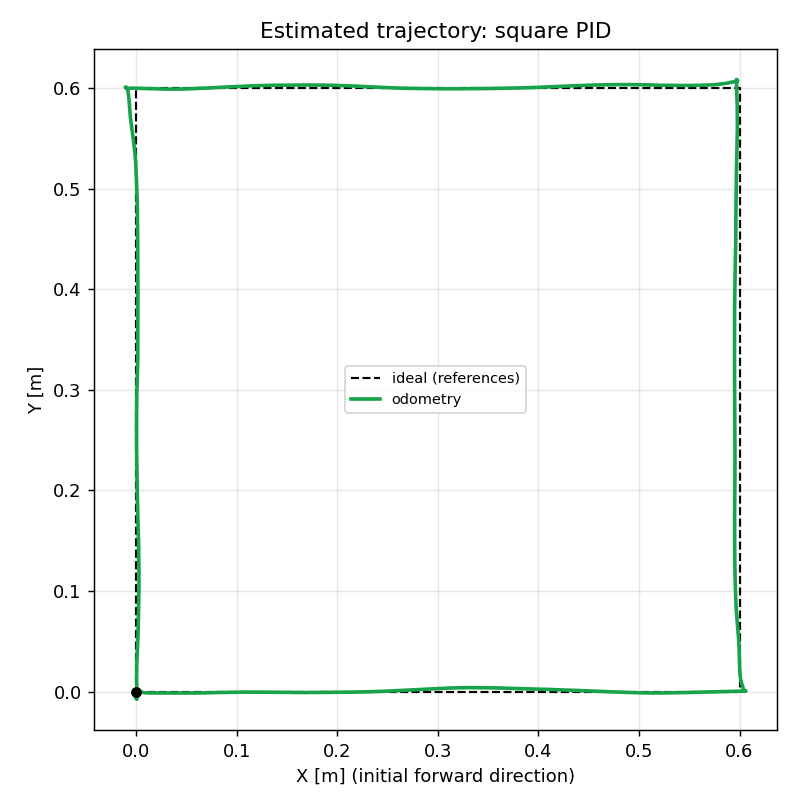 Estimated trajectory: square PID
0.6
0.5
0.4
0.3
0.2
0.1
0.0
Y [m]
ideal (references)
odometry
0.0 0.1 0.2 0.3 0.4 0.5 0.6
X [m] (initial forward direction)